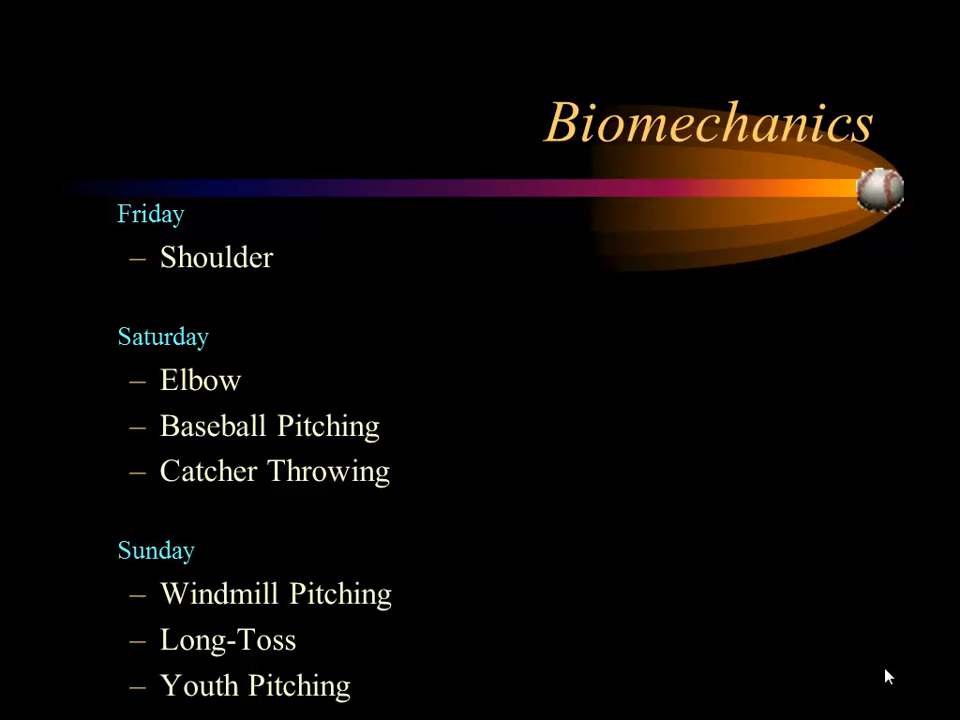 Biomechanics
Friday
– Shoulder
Saturday
– Elbow
– Baseball Pitching
– Catcher Throwing
Sunday
– Windmill Pitching
– Long-Toss
– Youth Pitching